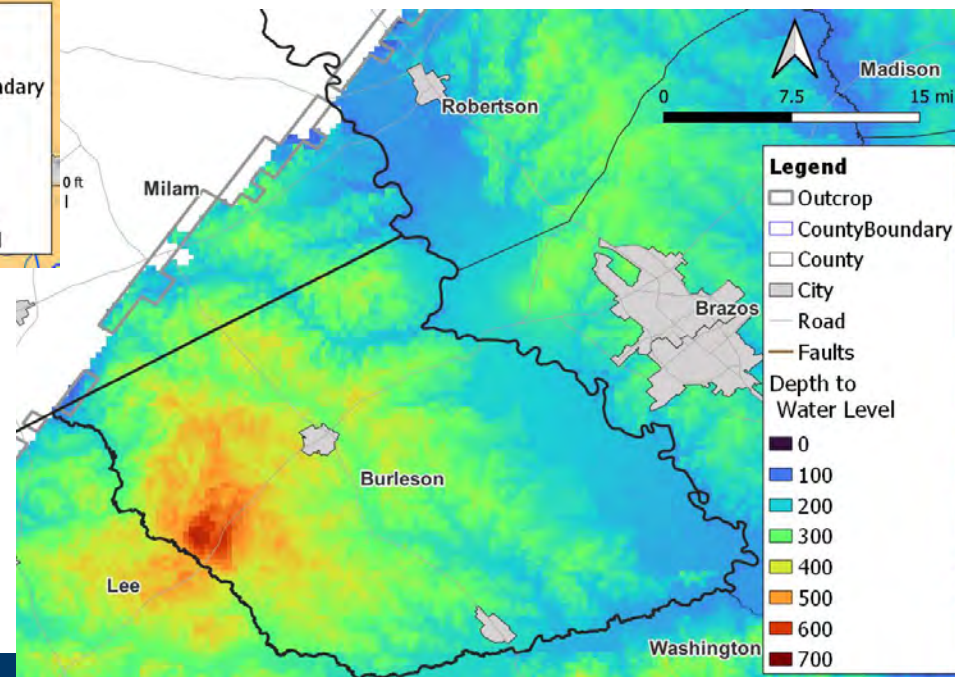 dary
0 ft
Madison
0 7.5 15 mi
Robertson
Milam
Legend
Outcrop
CountyBoundary
County
City
Road
Faults
Depth to
Water Level
0
100
200
300
400
500
600
700
Brazos
Burleson
Lee
Washington